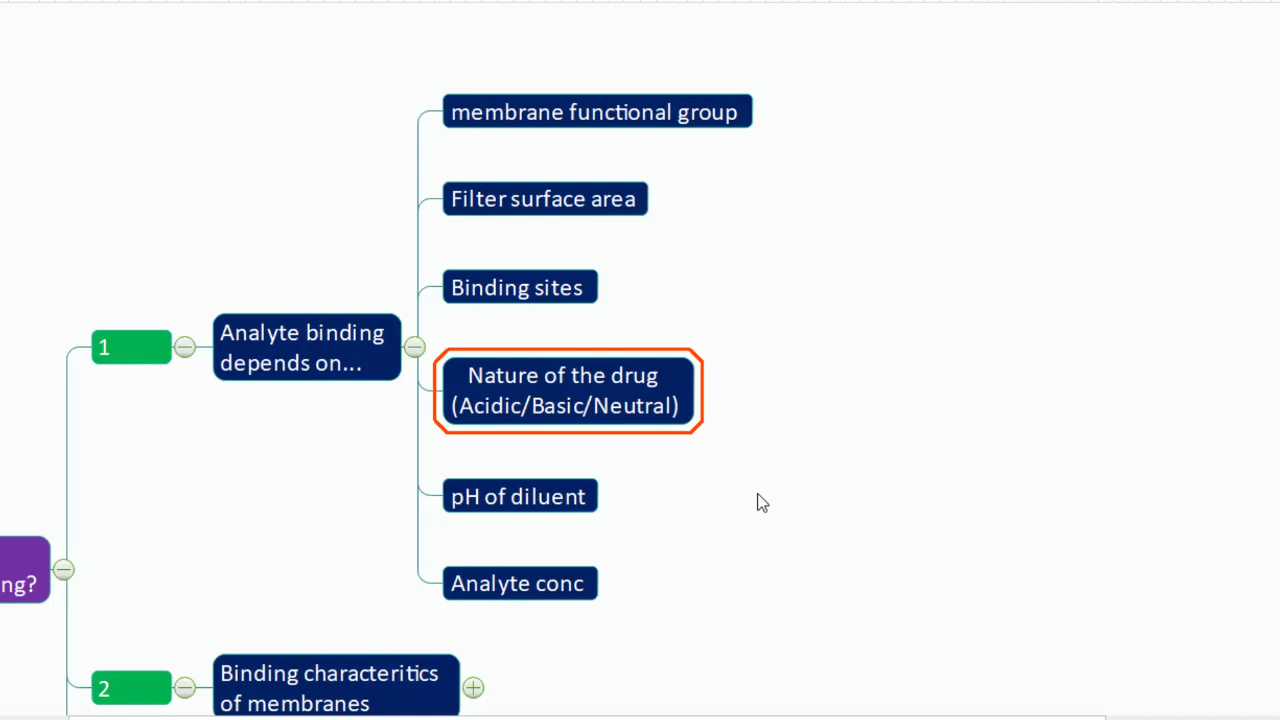 membrane functional group
Filter surface area
Binding sites
1
Analyte binding
depends on...
Nature of the drug
(Acidic/Basic/Neutral)
pH of diluent
Analyte conc
ng?
2
Binding characteritics
of membranes